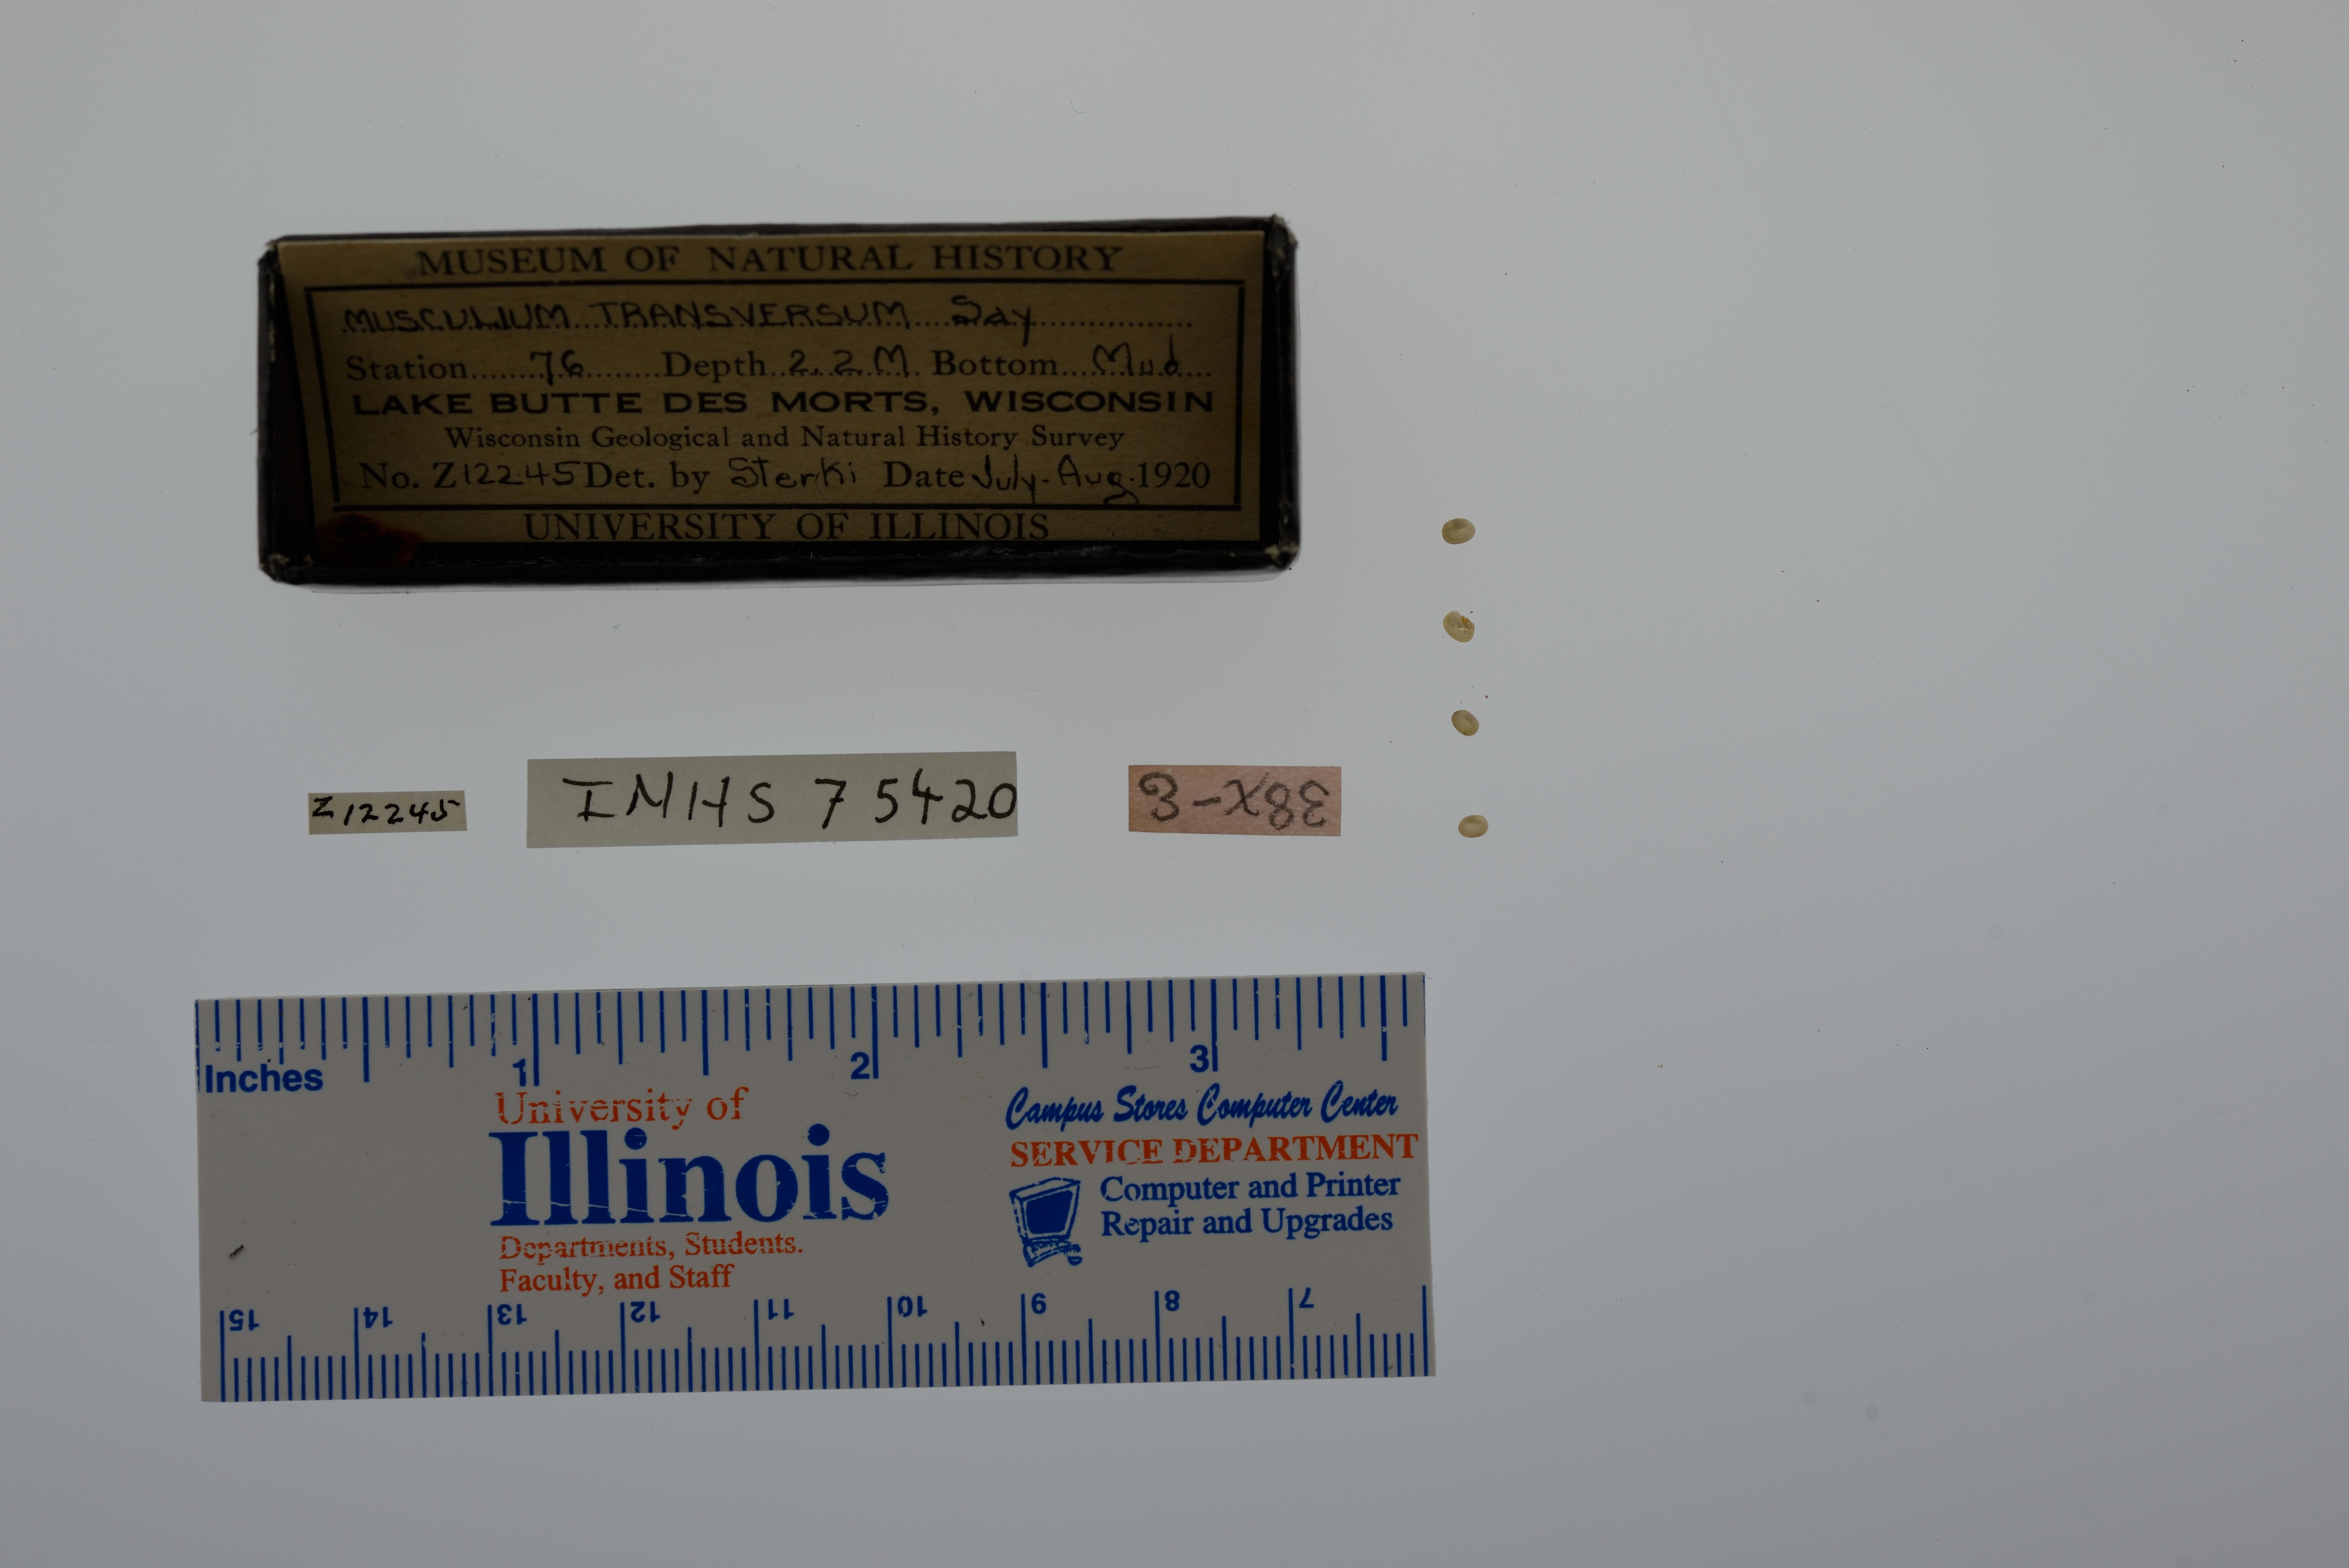 MUSEUM OF NATURAL HISTORY
MUSCULIUM TRANSVERSUM Say
Station 76 Depth 2.2 M. Bottom Mud
LAKE BUTTE DES MORTS, WISCONSIN
Wisconsin Geological and Natural History Survey
No. Z12245 Det. by Sterki Date July-Aug. 1920
UNIVERSITY OF ILLINOIS
Z12245
INHS 75420
Inches 1 2 3
University of
Illinois
Departments, Students.
Faculty, and Staff
Campus Stores Computer Center
SERVICE DEPARTMENT
Computer and Printer
Repair and Upgrades
15 14 13 12 11 10 9 8 7